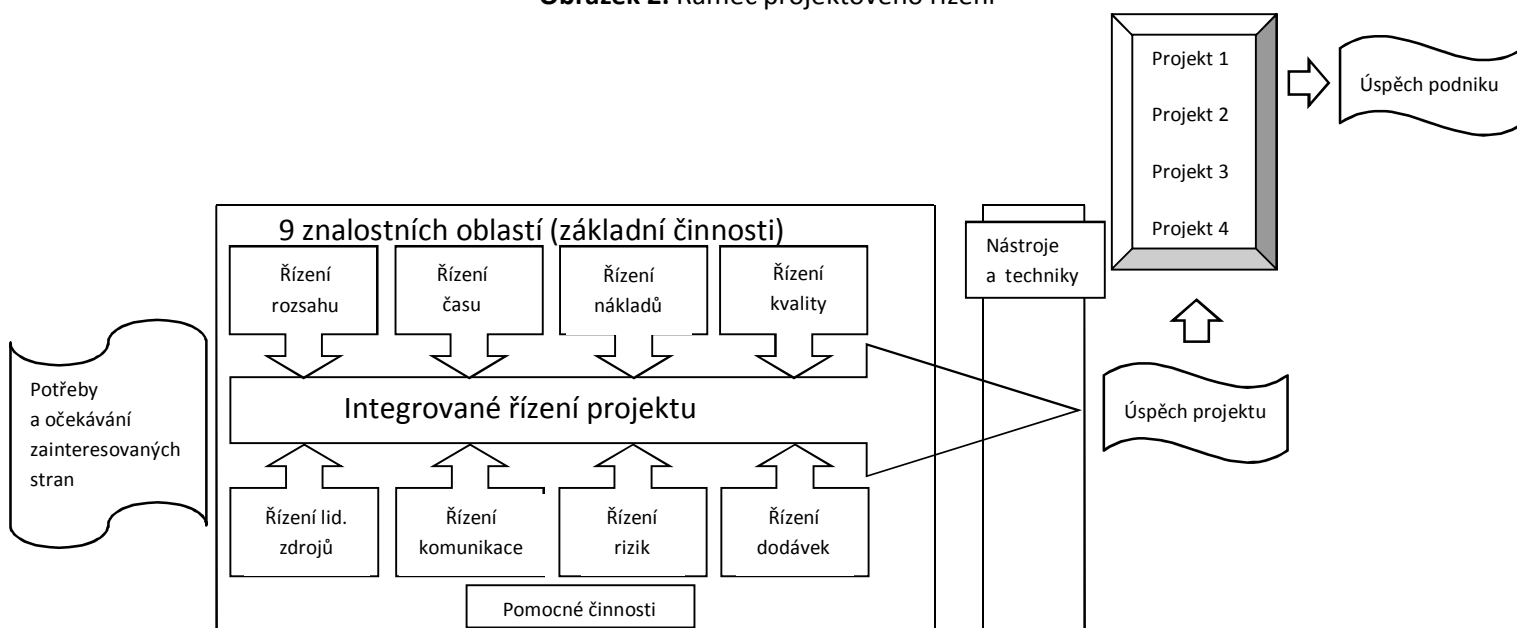 Obrázek 2. Rámec projektového řízení
Projekt 1
Projekt 2
Projekt 3
Projekt 4
Úspěch podniku
9 znalostních oblastí (základní činnosti)
Řízení
rozsahu
Řízení
času
Řízení
nákladů
Řízení
kvality
Nástroje
a techniky
Potřeby
a očekávání
zainteresovaných
stran
Integrované řízení projektu
Úspěch projektu
Řízení lid.
zdrojů
Řízení
komunikace
Řízení
rizik
Řízení
dodávek
Pomocné činnosti